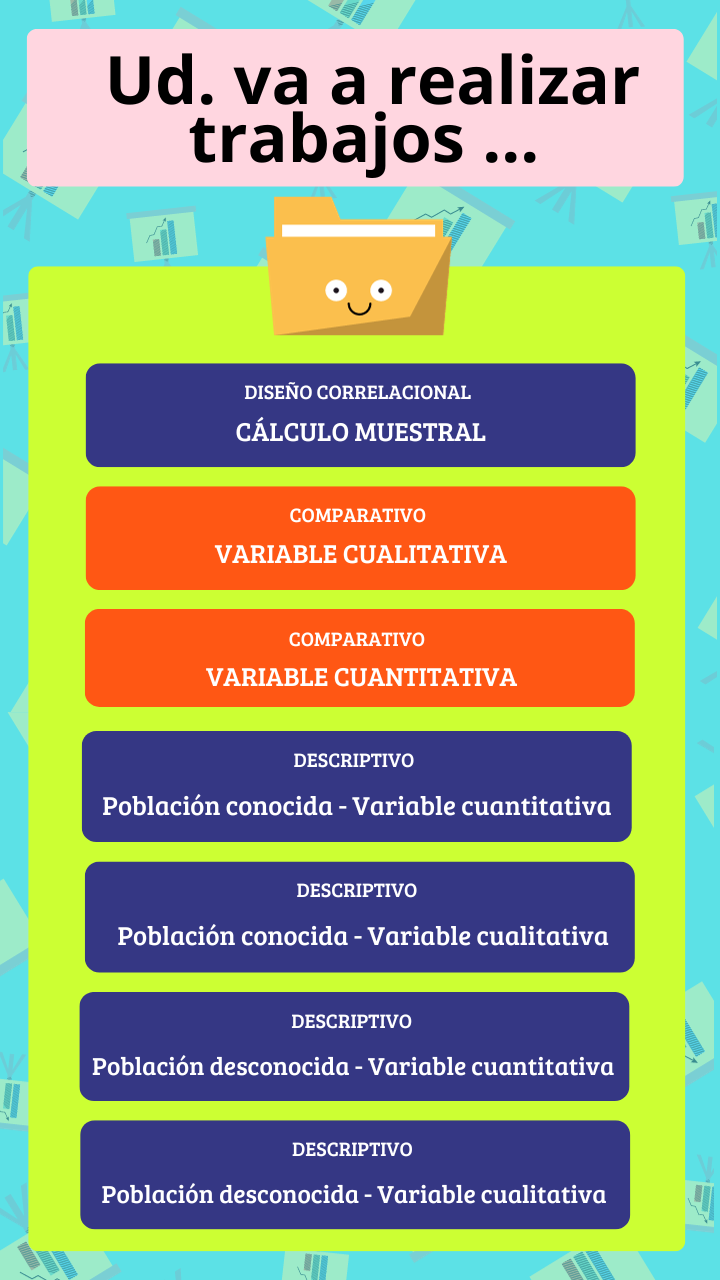 Ud. va a realizar
trabajos ...
DISEÑO CORRELACIONAL
CÁLCULO MUESTRAL
COMPARATIVO
VARIABLE CUALITATIVA
COMPARATIVO
VARIABLE CUANTITATIVA
DESCRIPTIVO
Población conocida - Variable cuantitativa
DESCRIPTIVO
Población conocida - Variable cualitativa
DESCRIPTIVO
Población desconocida - Variable cuantitativa
DESCRIPTIVO
Población desconocida - Variable cualitativa